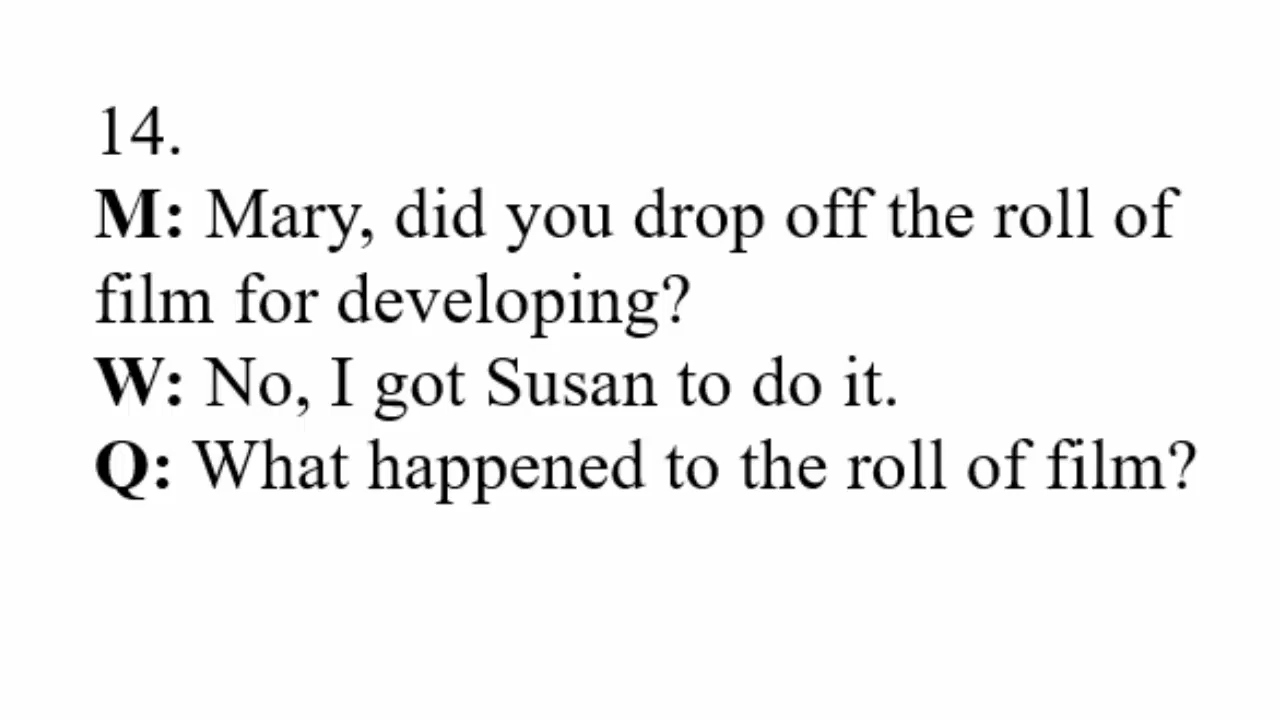 14.
M: Mary, did you drop off the roll of
film for developing?
W: No, I got Susan to do it.
Q: What happened to the roll of film?